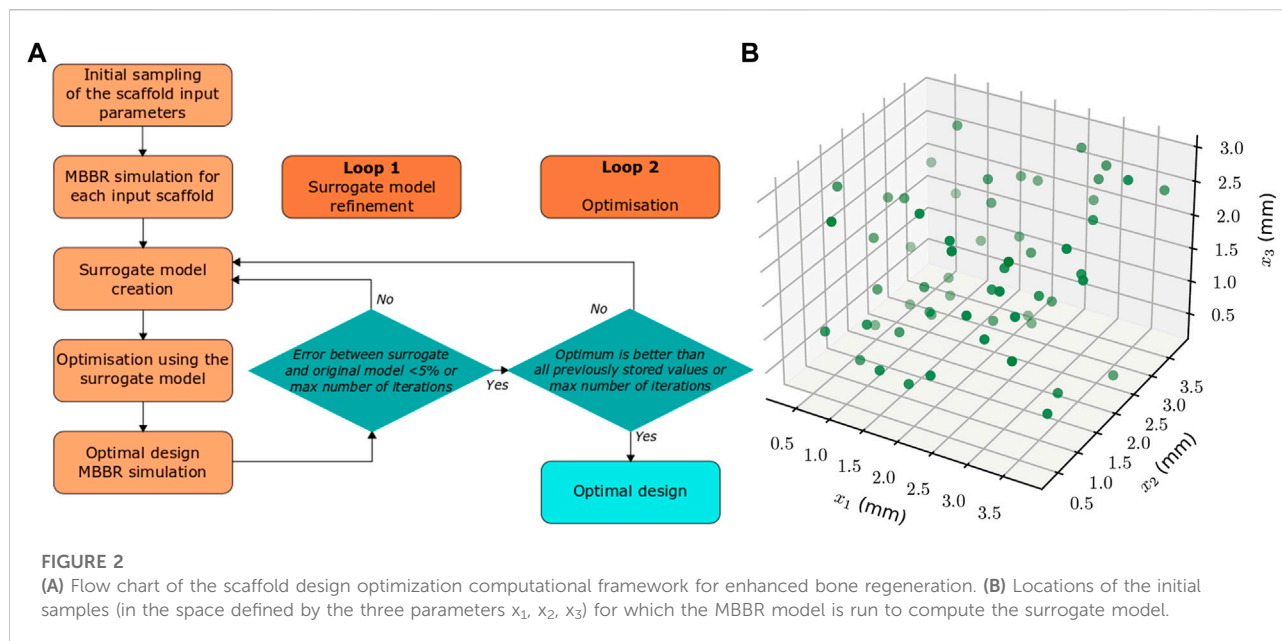 A
Initial sampling
of the scaffold input
parameters
MBBR simulation for
each input scaffold
Surrogate model
creation
Optimisation using the
surrogate model
Optimal design
MBBR simulation
Loop 1
Surrogate model
refinement
Loop 2
Optimisation
No
Error between surrogate
and original model <5% or
max number of iterations
Yes
No
Optimum is better than
all previously stored values or
max number of iterations
Yes
Optimal design
B
3.0
2.5
2.0
1.5
1.0
0.5
x₃ (mm)
3.5
3.0
2.5
2.0
1.5
1.0
0.5
x₂ (mm)
0.5
1.0
1.5
2.0
2.5
3.0
3.5
x₁ (mm)
FIGURE 2
(A) Flow chart of the scaffold design optimization computational framework for enhanced bone regeneration. (B) Locations of the initial
samples (in the space defined by the three parameters x₁, x₂, x₃) for which the MBBR model is run to compute the surrogate model.